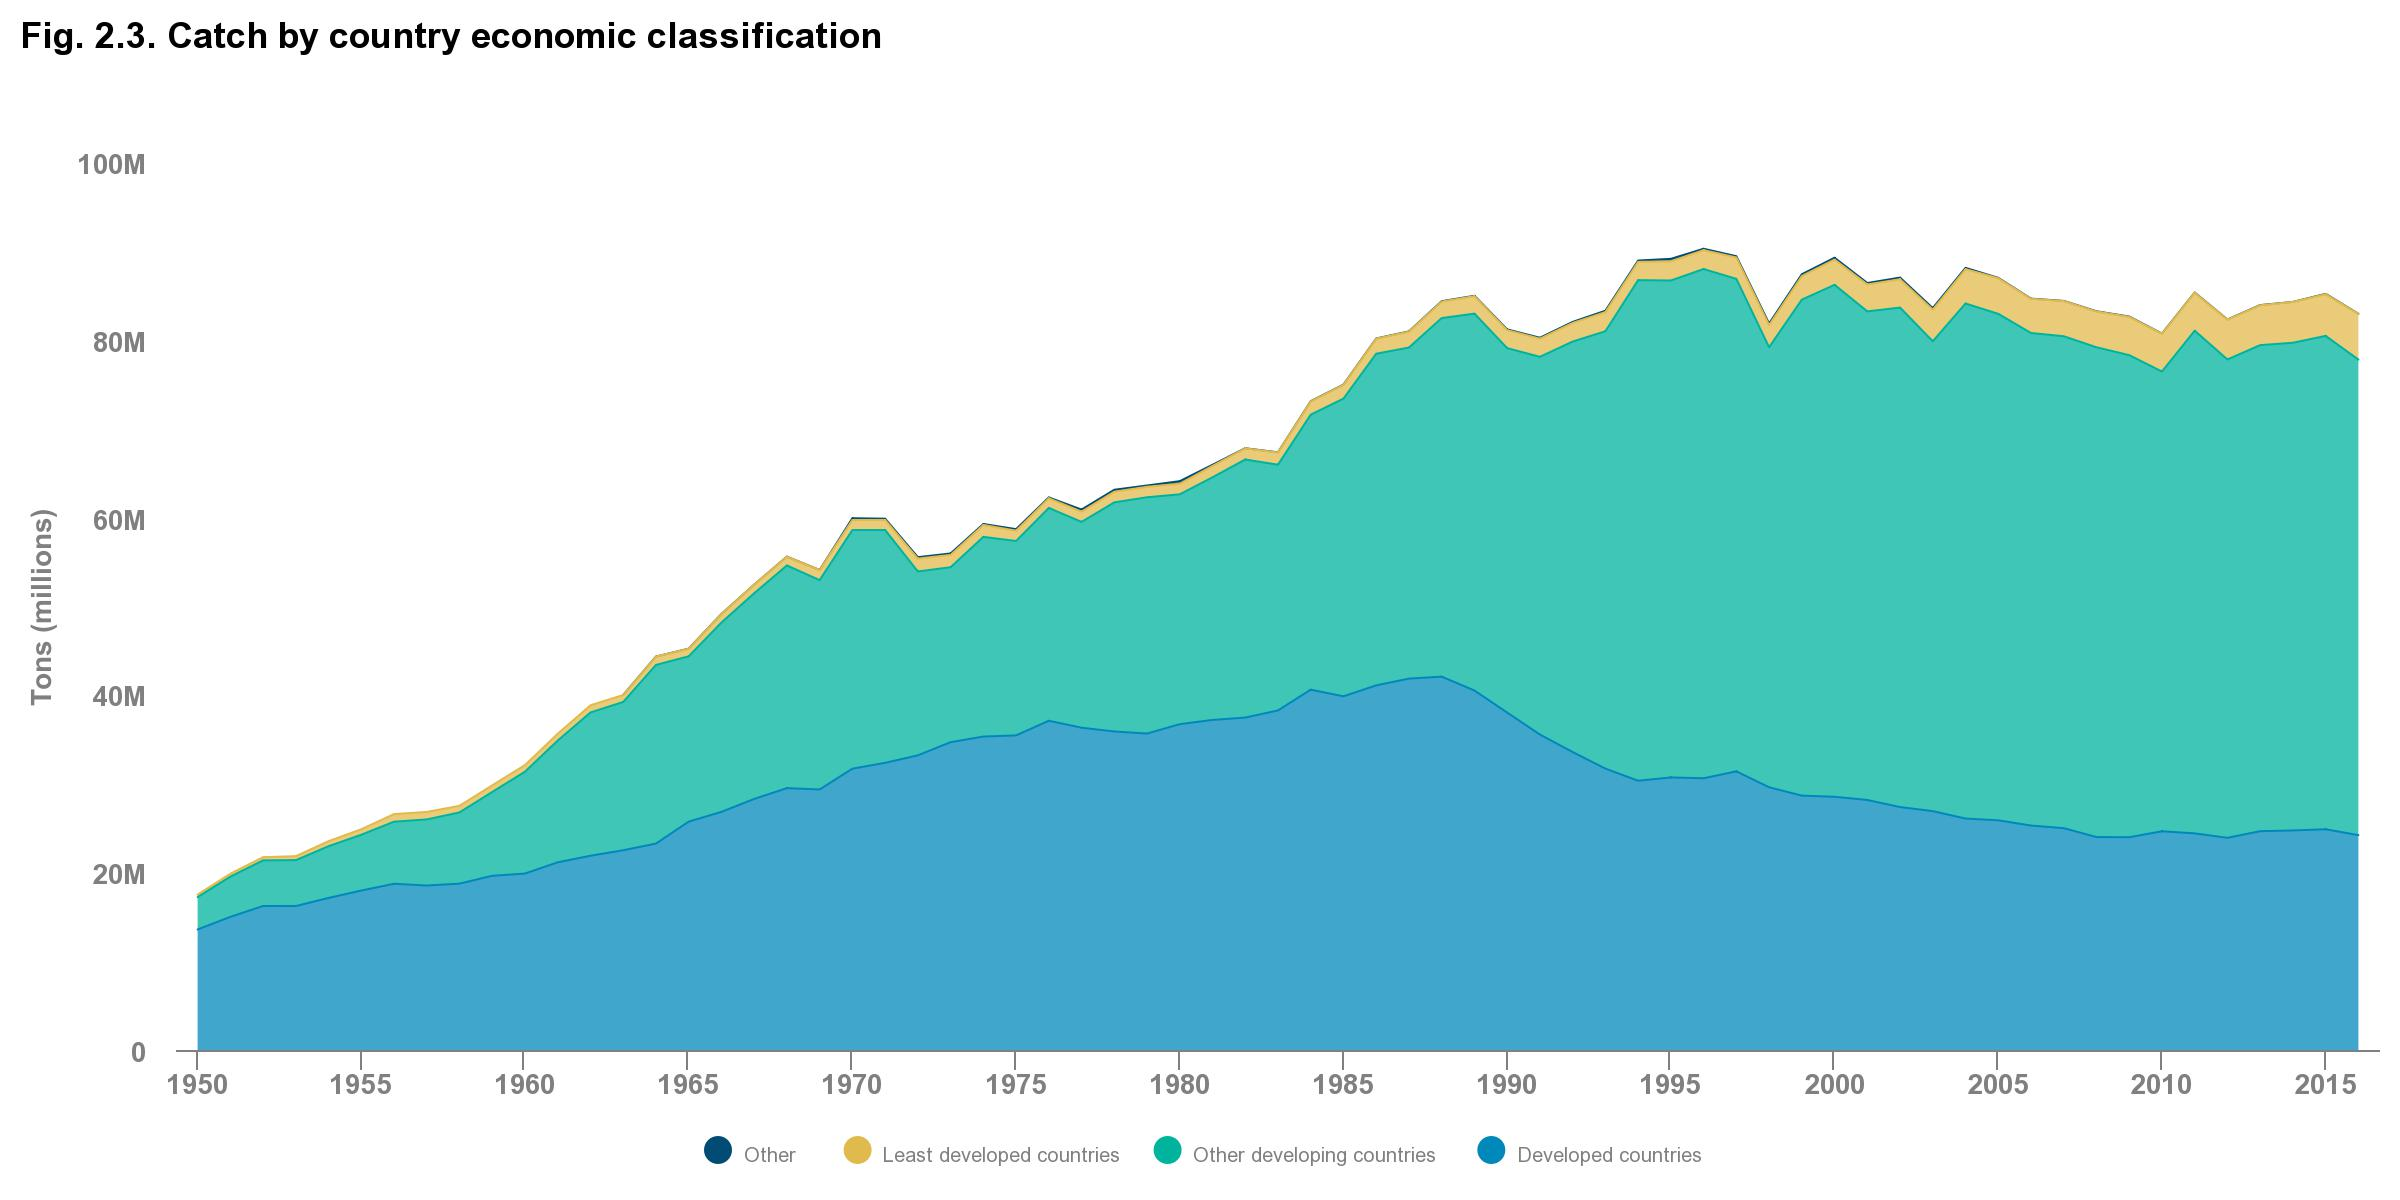 Fig. 2.3. Catch by country economic classification
100M
80M
60M
40M
20M
0
Tons (millions)
1950 1955 1960 1965 1970 1975 1980 1985 1990 1995 2000 2005 2010 2015
Other Least developed countries Other developing countries Developed countries